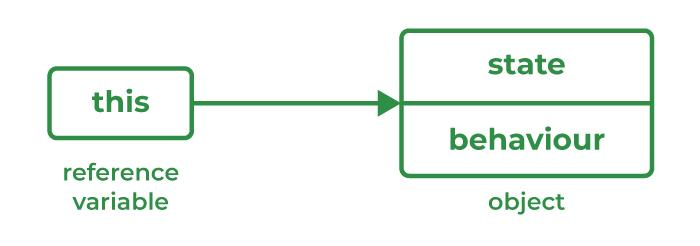 this
reference
variable
state
behaviour
object